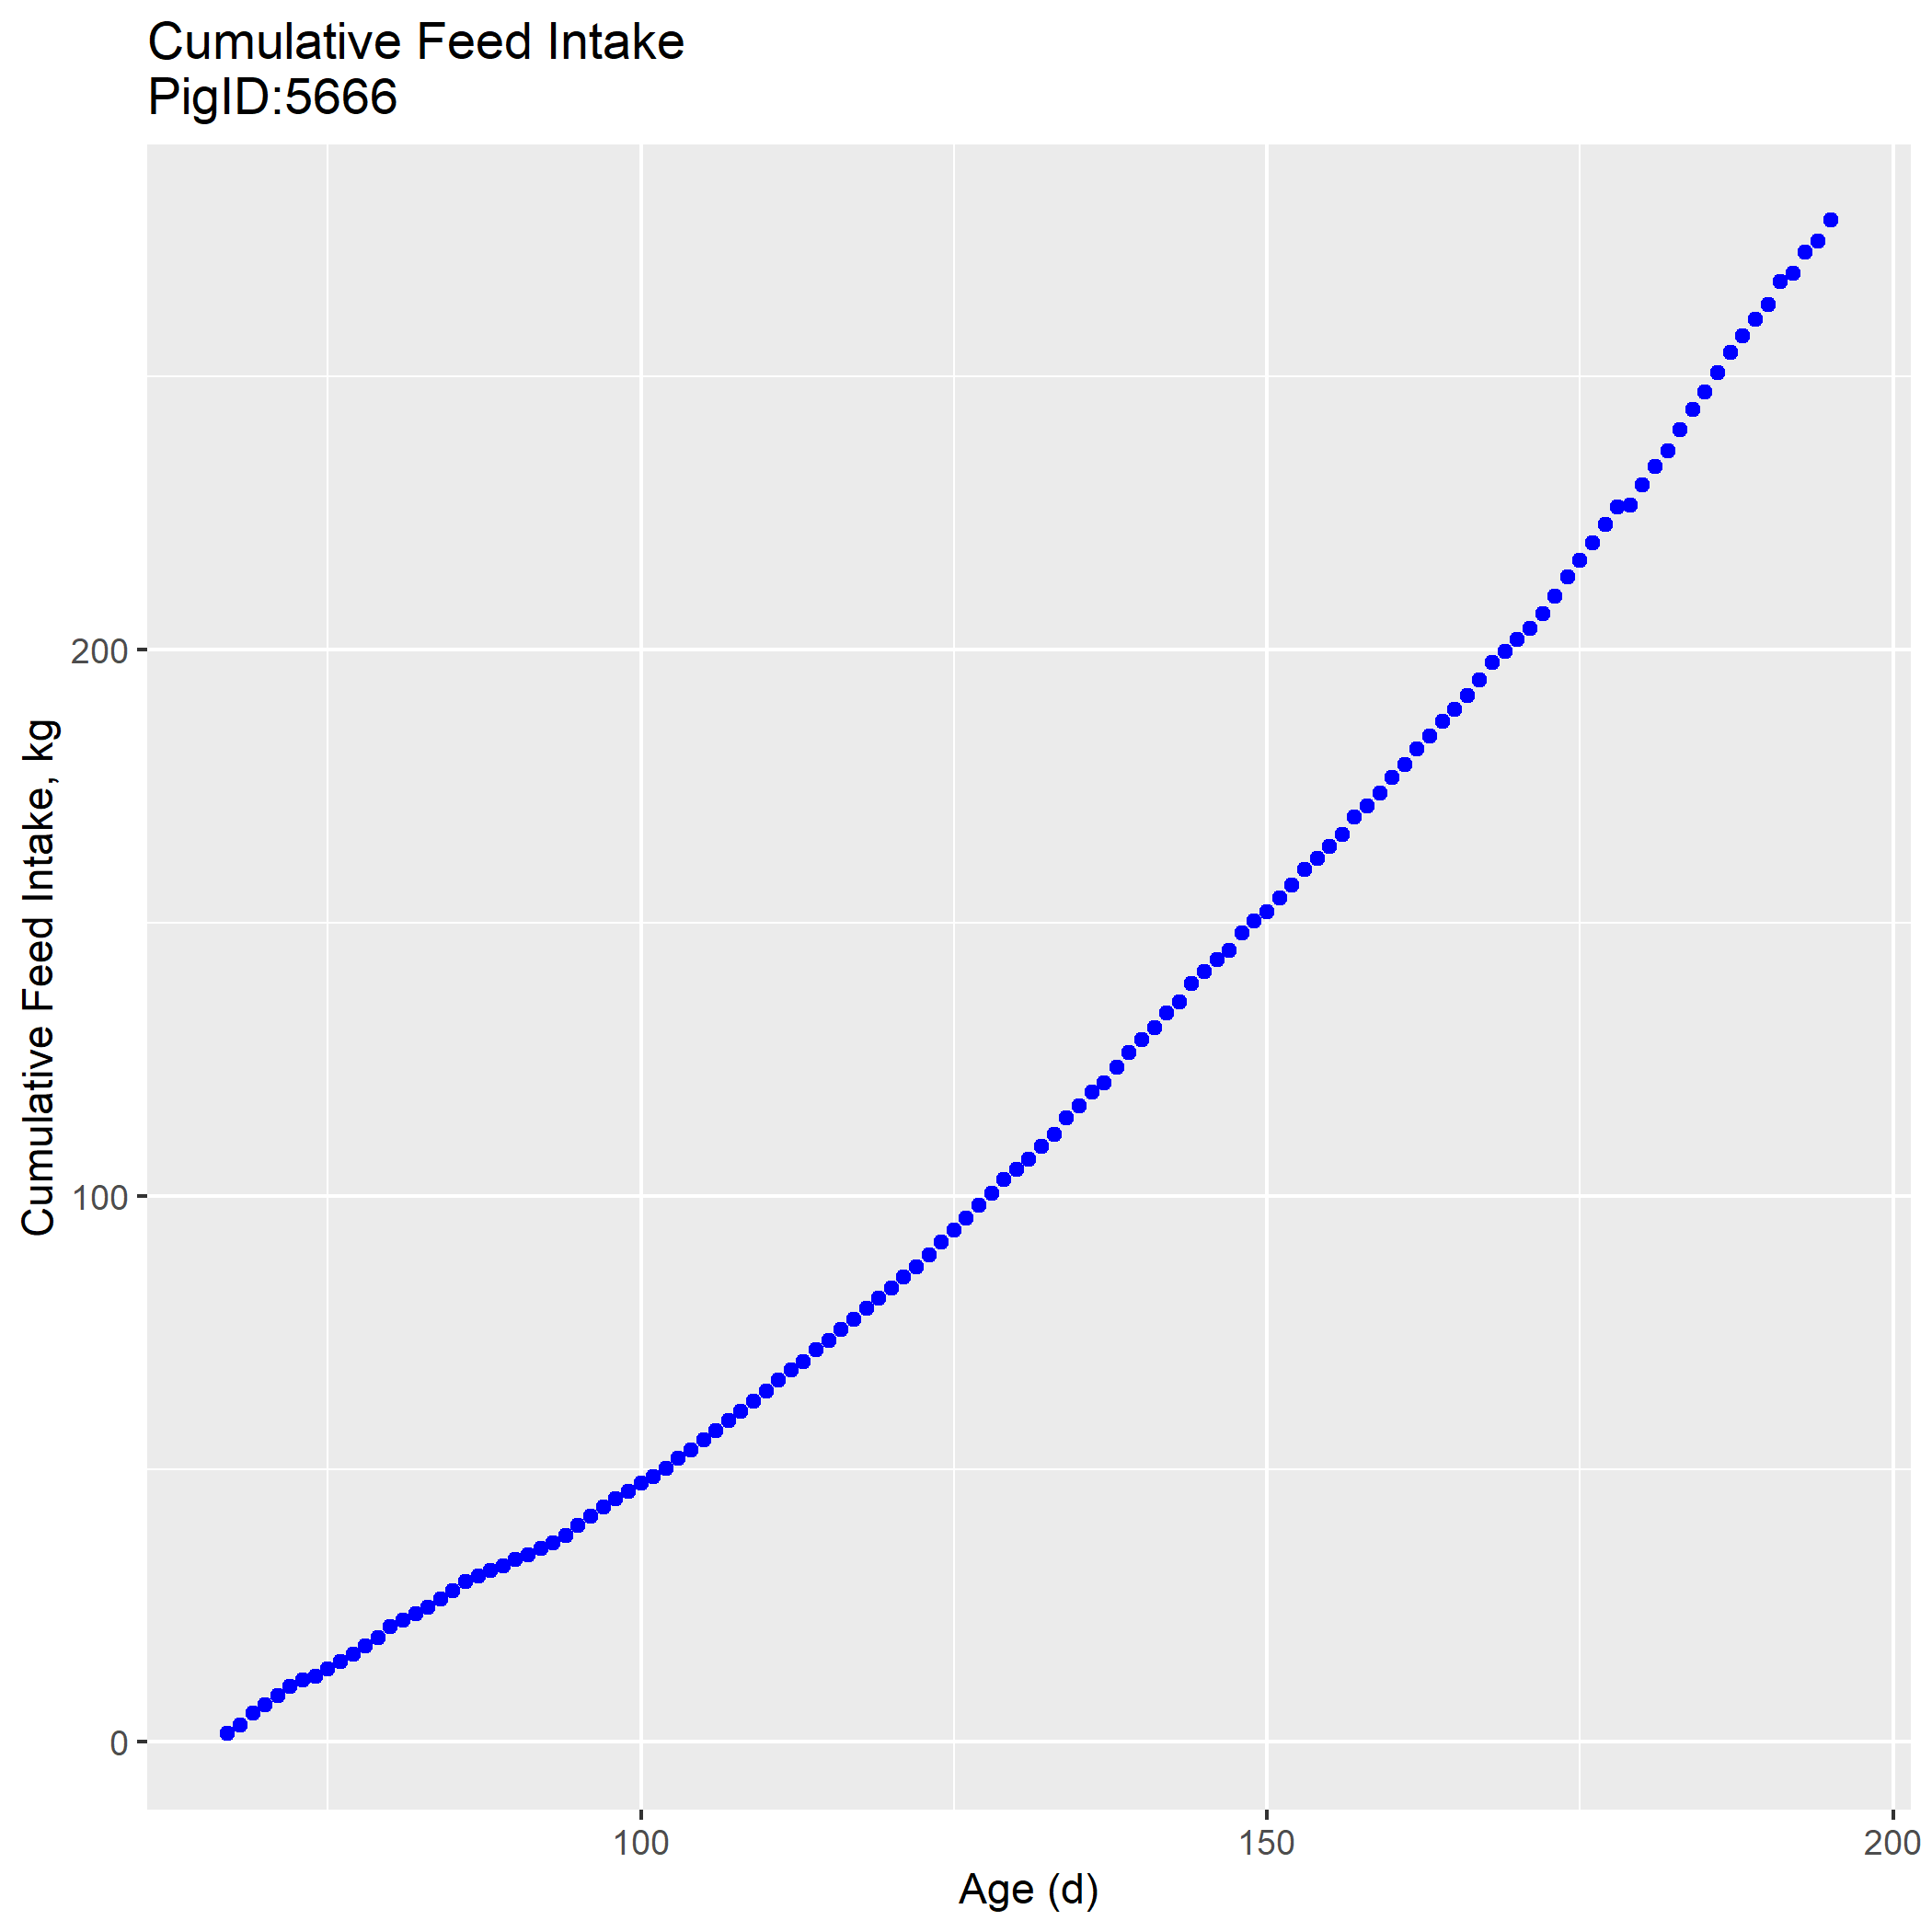 Cumulative Feed Intake
PigID:5666
Cumulative Feed Intake, kg
200
100
0
100
150
200
Age (d)